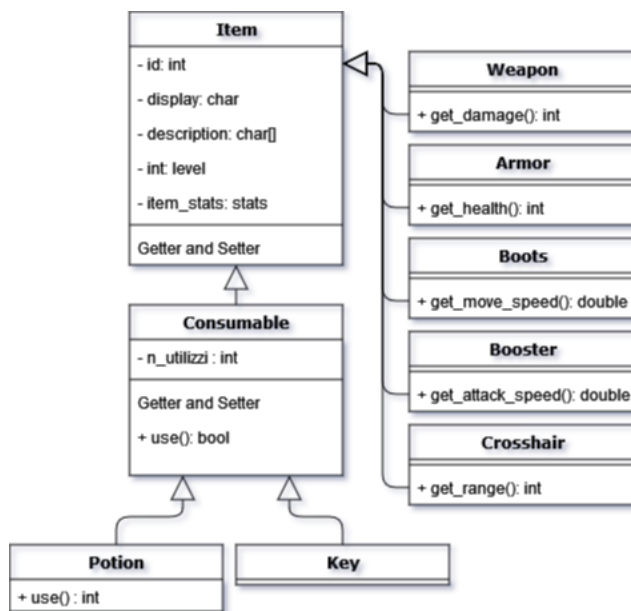 Item
- id: int
- display: char
- description: char[]
- int: level
- item_stats: stats
Getter and Setter
Consumable
- n_utilizzi : int
Getter and Setter
+ use(): bool
Potion
+ use() : int
Key
Weapon
+ get_damage(): int
Armor
+ get_health(): int
Boots
+ get_move_speed(): double
Booster
+ get_attack_speed(): double
Crosshair
+ get_range(): int